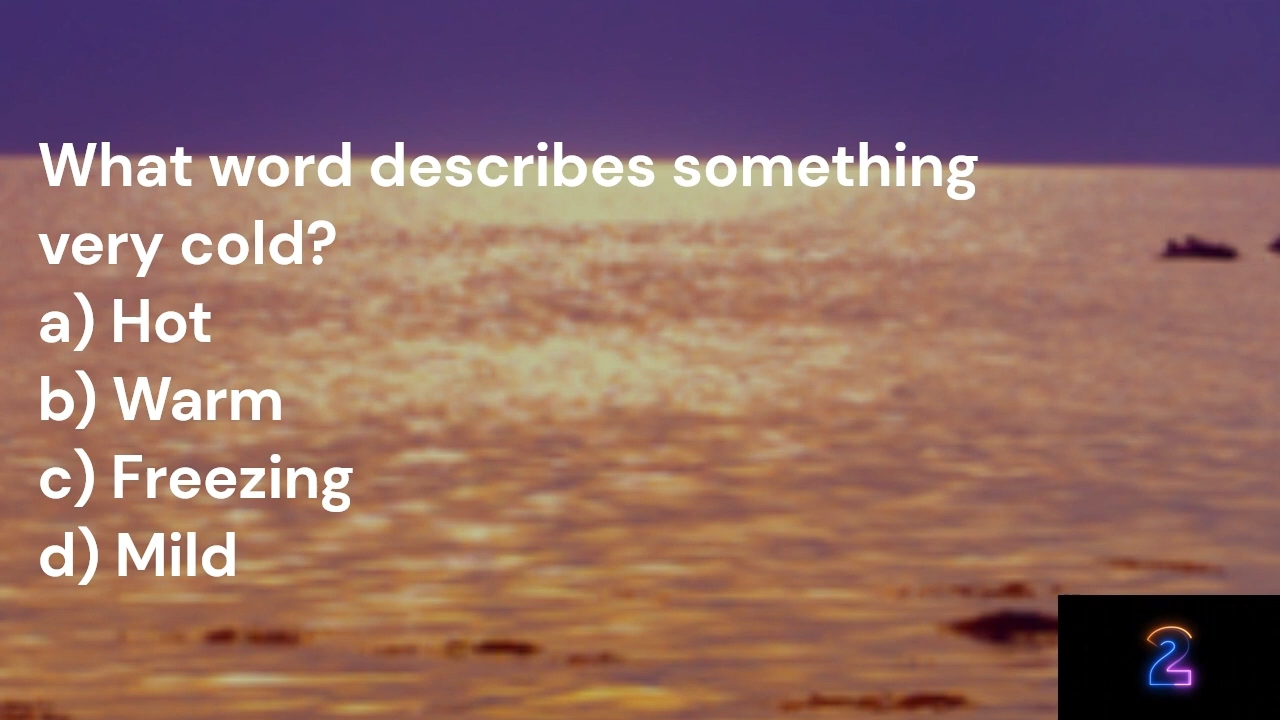 What word describes something
very cold?
a) Hot
b) Warm
c) Freezing
d) Mild
2